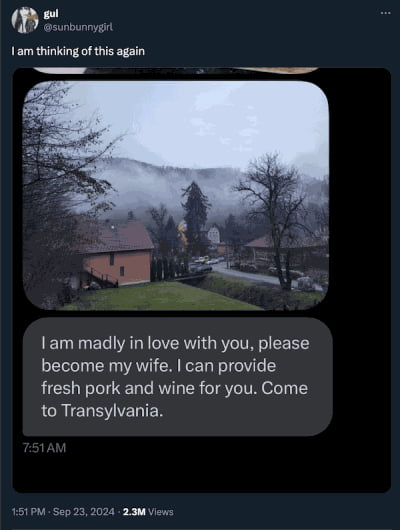 gul
@sunbunnygirl
I am thinking of this again
I am madly in love with you, please
become my wife. I can provide
fresh pork and wine for you. Come
to Transylvania.
7:51 AM
1:51 PM · Sep 23, 2024 · 2.3M Views